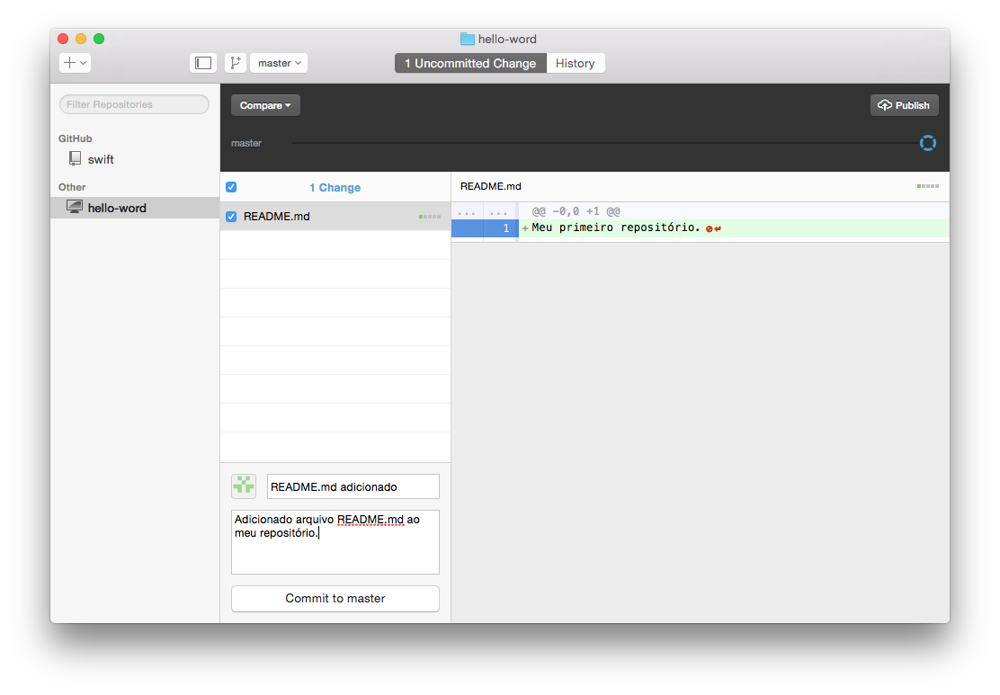 hello-word
master
1 Uncommitted Change
History
Filter Repositories
GitHub
swift
Other
hello-word
Compare
Publish
master
1 Change
README.md
README.md
... ... @@ -0,0 +1 @@
1 +Meu primeiro repositório.
README.md adicionado
Adicionado arquivo README.md ao
meu repositório.
Commit to master